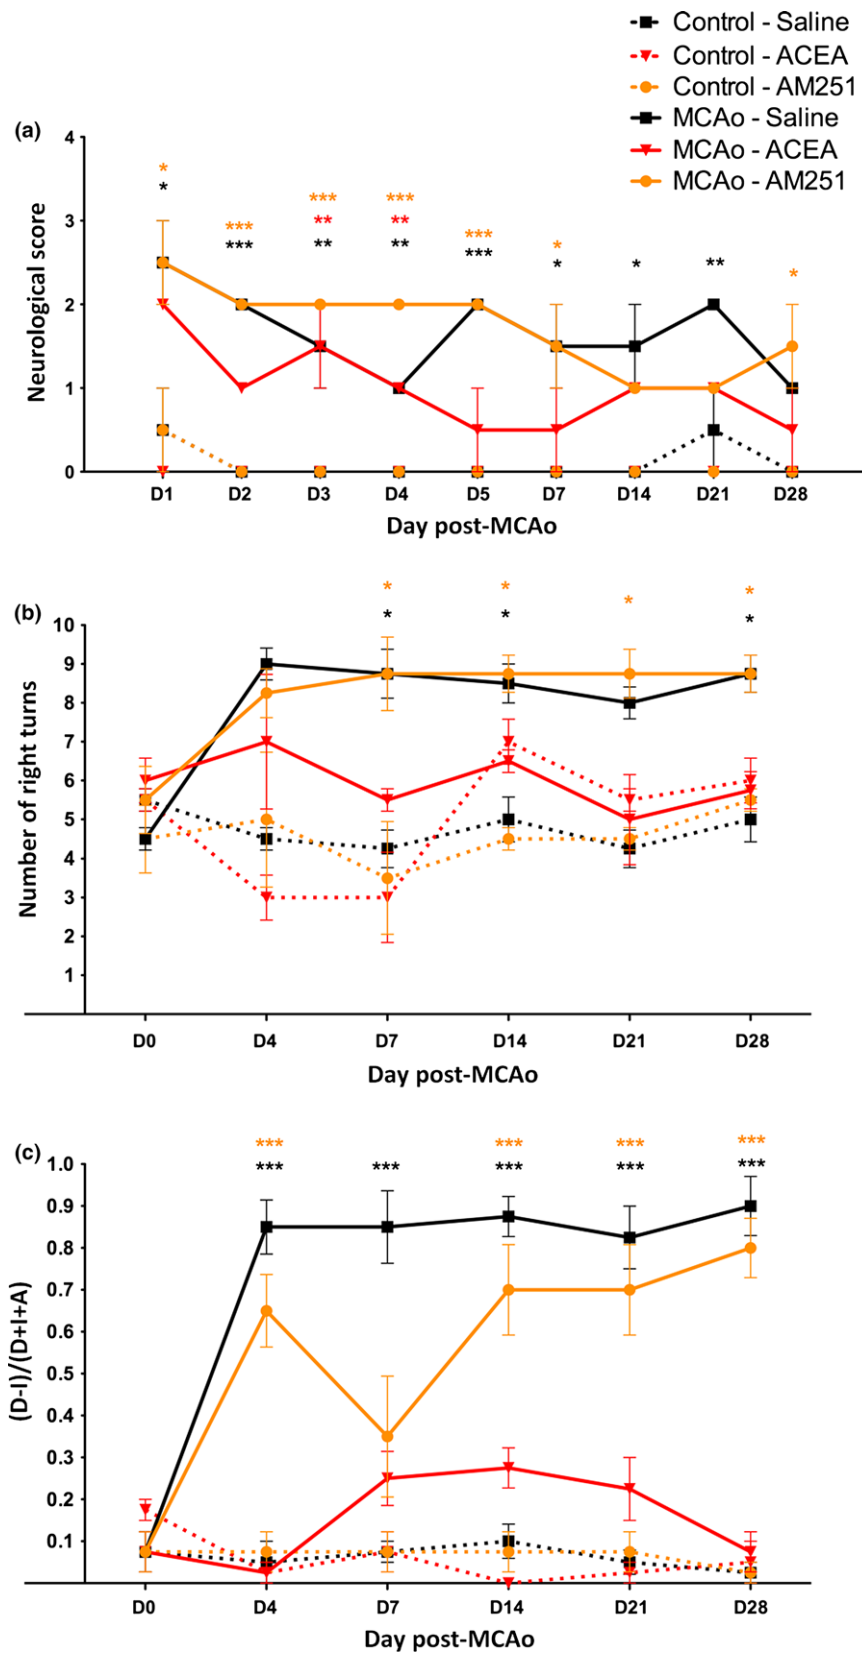 Control - Saline
Control - ACEA
Control - AM251
MCAo - Saline
MCAo - ACEA
MCAo - AM251
(a)
4
3
2
1
0
Neurological score
* *** *** *** *** * *
** **
* *** ** ** *** * * **
D1 D2 D3 D4 D5 D7 D14 D21 D28
Day post-MCAo
(b)
* * * *
* * *
10
9
8
7
6
5
4
3
2
1
Number of right turns
D0 D4 D7 D14 D21 D28
Day post-MCAo
(c)
*** *** *** ***
*** *** *** *** ***
1.0
0.9
0.8
0.7
0.6
0.5
0.4
0.3
0.2
0.1
(D-I)/(D+I+A)
D0 D4 D7 D14 D21 D28
Day post-MCAo